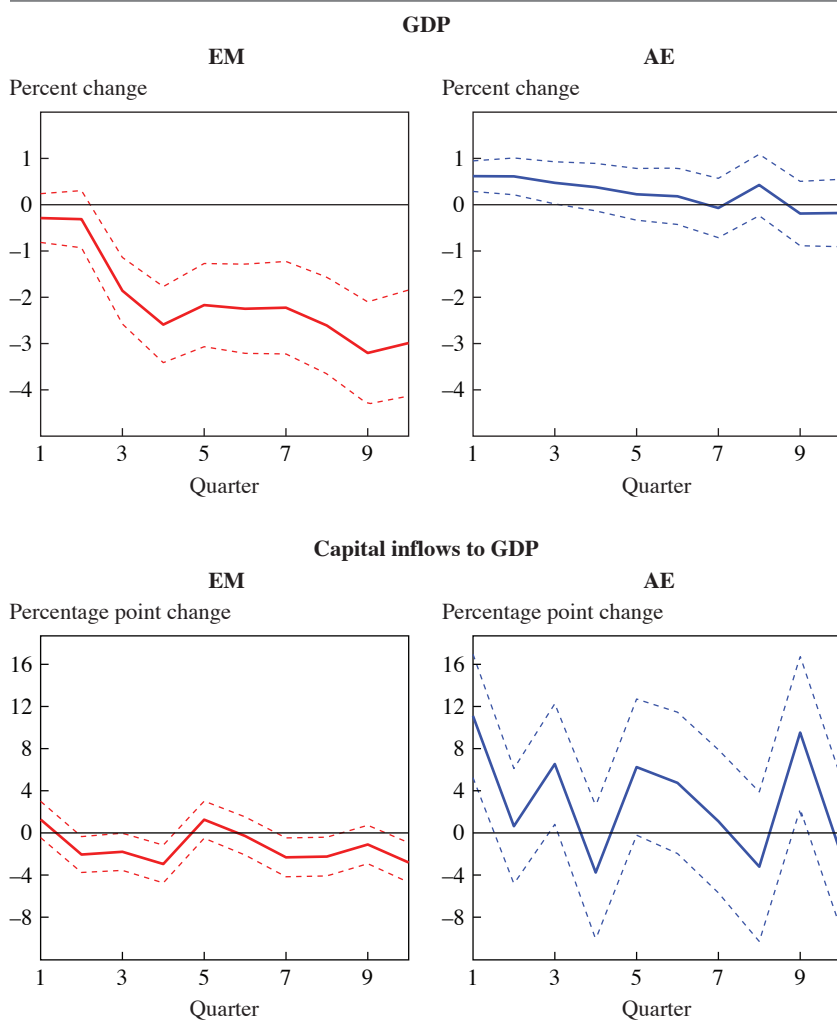 GDP
EM
AE
Percent change
Percent change
1
0
–1
–2
–3
–4
1
0
–1
–2
–3
–4
1 3 5 7 9
1 3 5 7 9
Quarter
Quarter
Capital inflows to GDP
EM
AE
Percentage point change
Percentage point change
16
12
8
4
0
–4
–8
16
12
8
4
0
–4
–8
1 3 5 7 9
1 3 5 7 9
Quarter
Quarter